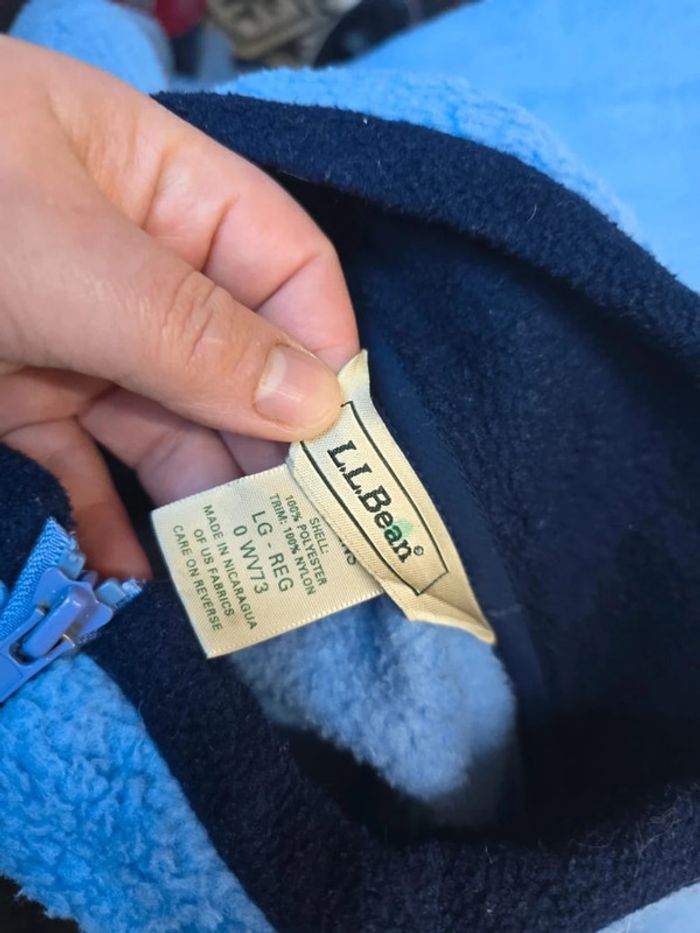 L.L.Bean®
NS
SHELL:
100% POLYESTER
TRIM: 100% NYLON
LG - REG
0 WV73
MADE IN NICARAGUA
OF US FABRICS
CARE ON REVERSE